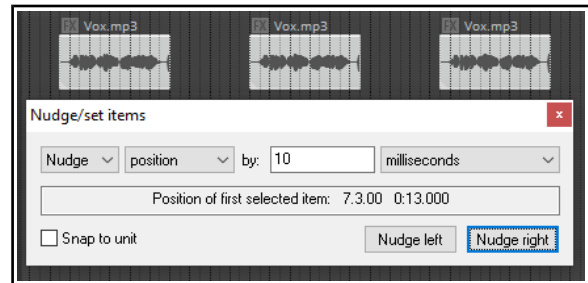 FX Vox.mp3 FX Vox.mp3 FX Vox.mp3
Nudge/set items x
Nudge position by: 10 milliseconds
Position of first selected item: 7.3.00 0:13.000
Snap to unit Nudge left Nudge right